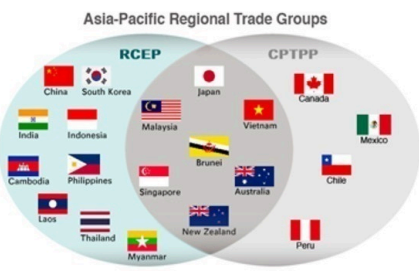 Asia-Pacific Regional Trade Groups
RCEP
CPTPP
China
South Korea
Japan
Canada
India
Indonesia
Malaysia
Vietnam
Mexico
Cambodia
Philippines
Brunei
Chile
Singapore
Australia
Laos
Thailand
New Zealand
Peru
Myanmar